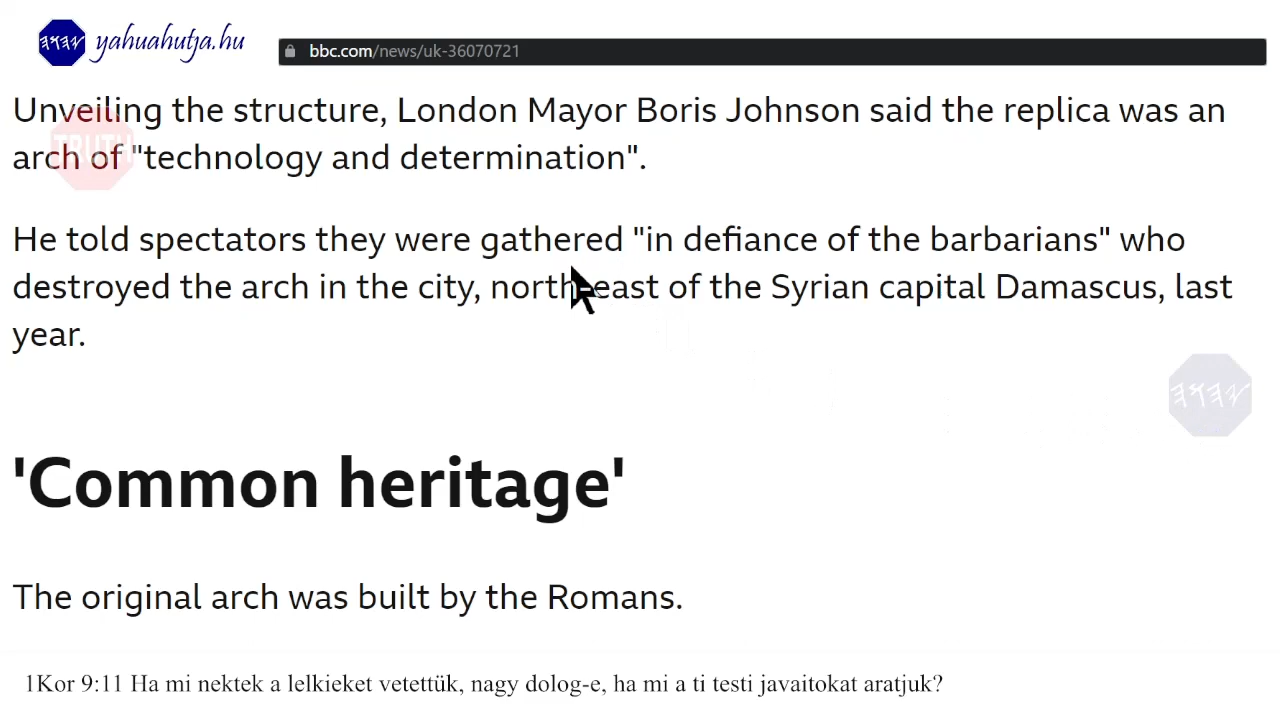 𐤉𐤄𐤅𐤄 yahuahutja.hu
bbc.com/news/uk-36070721
Unveiling the structure, London Mayor Boris Johnson said the replica was an
TRUTH
arch of "technology and determination".
He told spectators they were gathered "in defiance of the barbarians" who
destroyed the arch in the city, north-east of the Syrian capital Damascus, last
year.
𐤉𐤄𐤅𐤄
'Common heritage'
The original arch was built by the Romans.
1Kor 9:11 Ha mi nektek a lelkieket vetettük, nagy dolog-e, ha mi a ti testi javaitokat aratjuk?